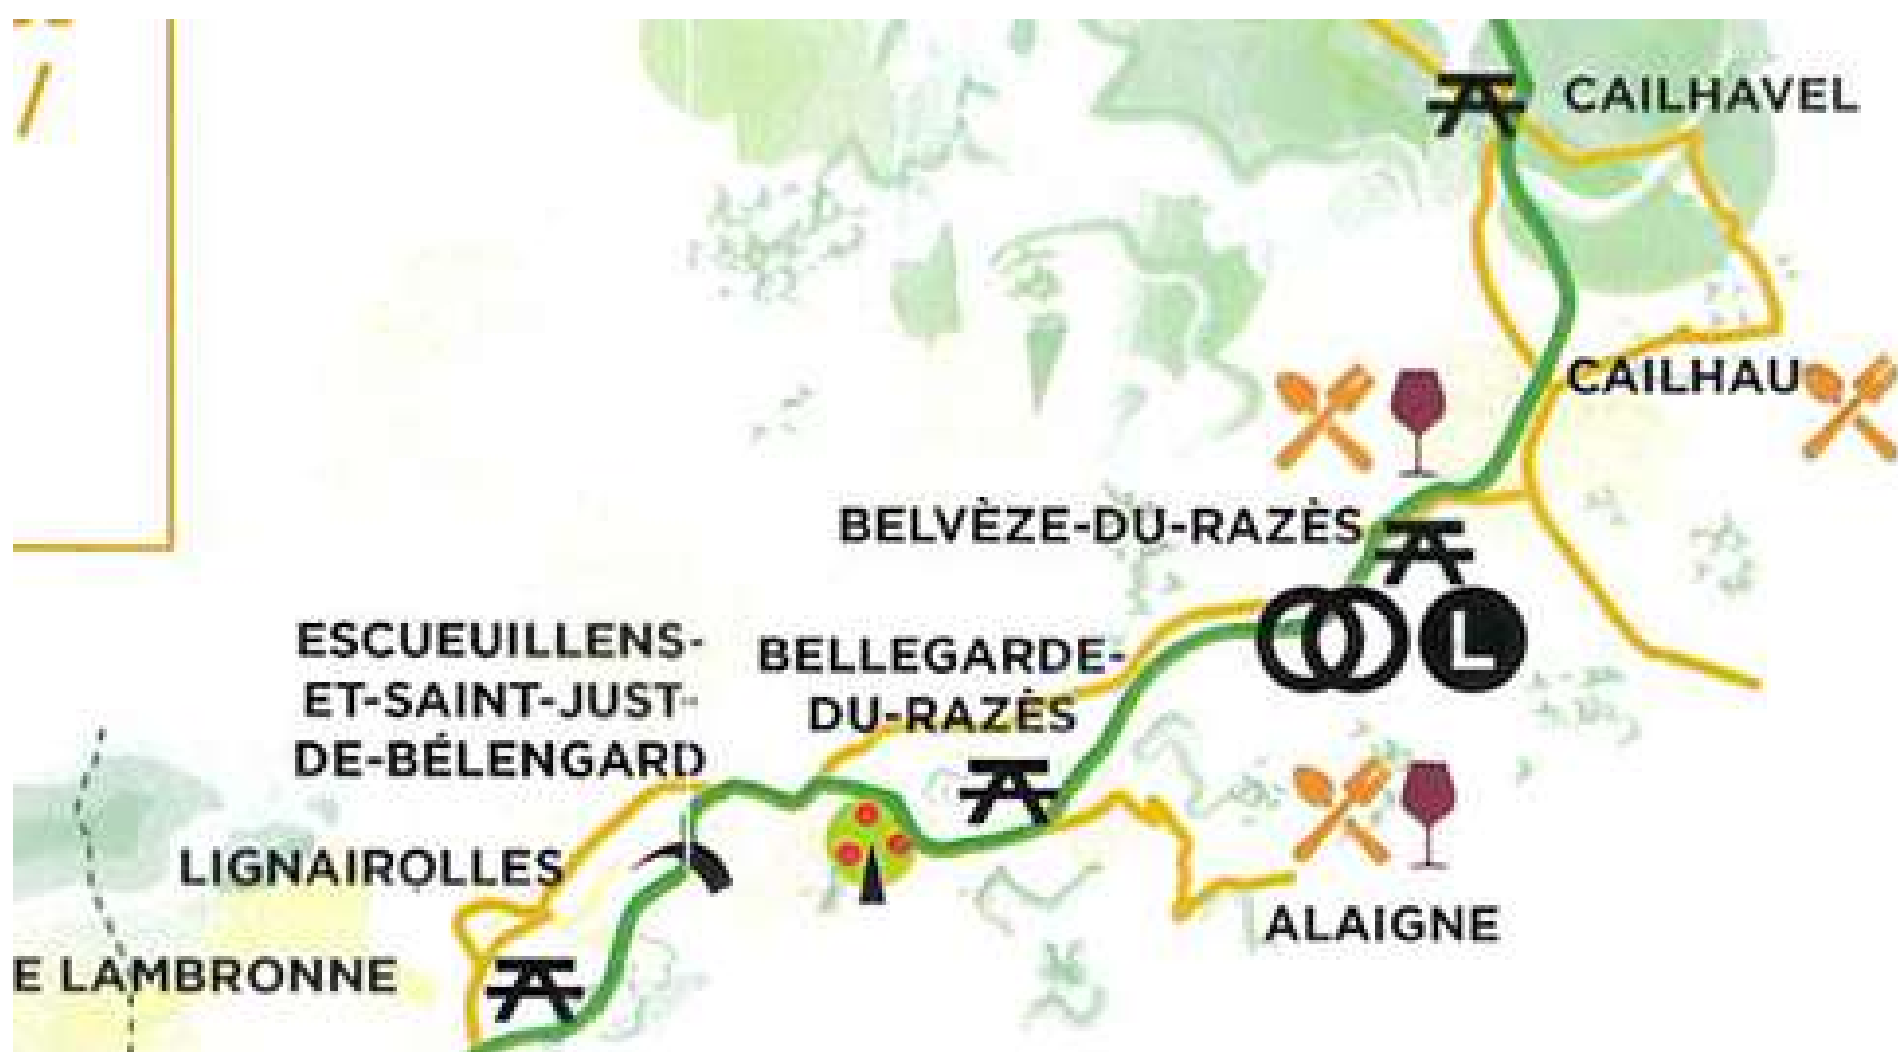 CAILHAVEL
CAILHAU
BELVÈZE-DU-RAZÈS
L
ESCUEUILLENS-
ET-SAINT-JUST-
DE-BÉLENGARD
BELLEGARDE-
DU-RAZÈS
LIGNAIROLLES
ALAIGNE
E LAMBRONNE